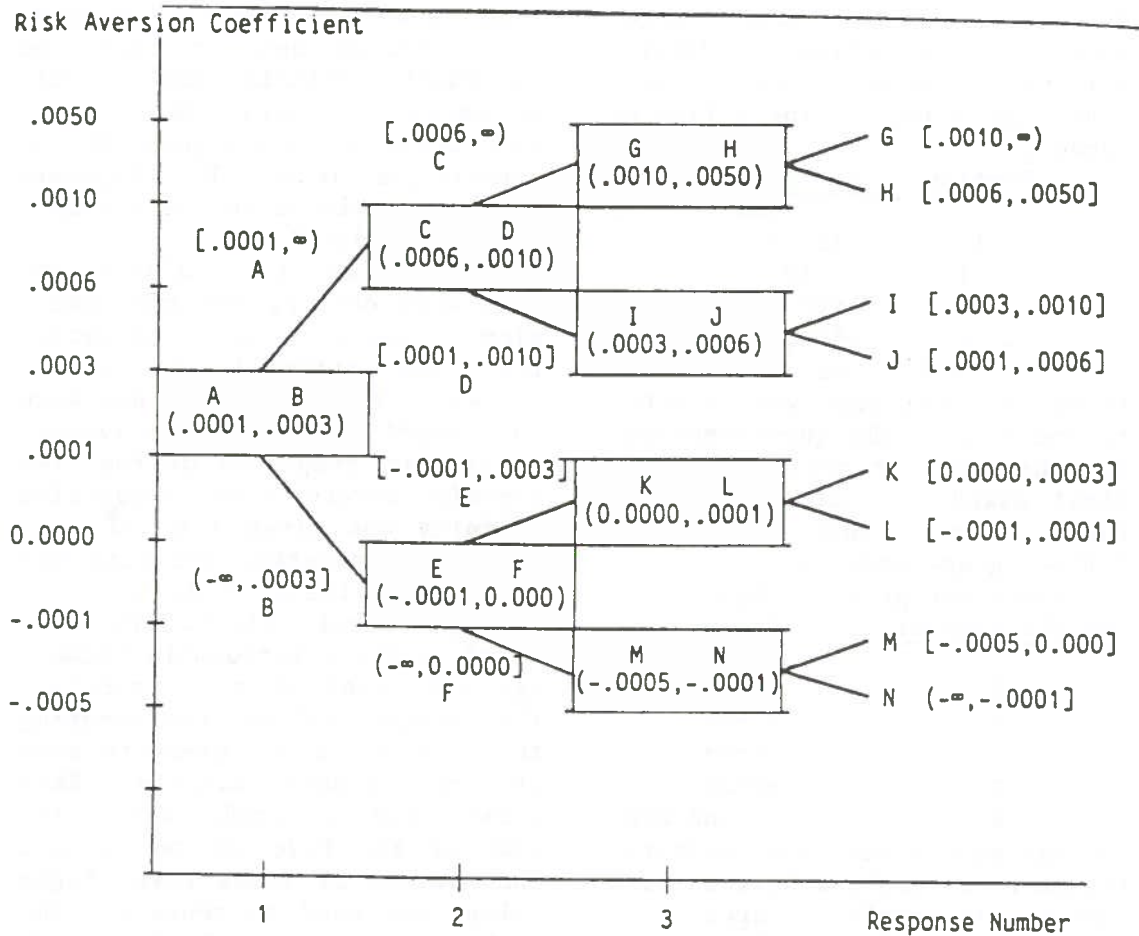 Risk Aversion Coefficient
.0050
[.0006,∞)
C
G H
(.0010,.0050)
G [.0010,∞)
H [.0006,.0050]
.0010
[.0001,∞)
A
C D
(.0006,.0010)
.0006
I J
(.0003,.0006)
I [.0003,.0010]
J [.0001,.0006]
[.0001,.0010]
D
.0003
A B
(.0001,.0003)
.0001
[-.0001,.0003]
E
K L
(0.0000,.0001)
K [0.0000,.0003]
L [-.0001,.0001]
0.0000
(-∞,.0003]
B
E F
(-.0001,0.000)
-.0001
(-∞,0.0000]
F
M N
(-.0005,-.0001)
M [-.0005,0.000]
N (-∞,-.0001]
-.0005
1 2 3 Response Number